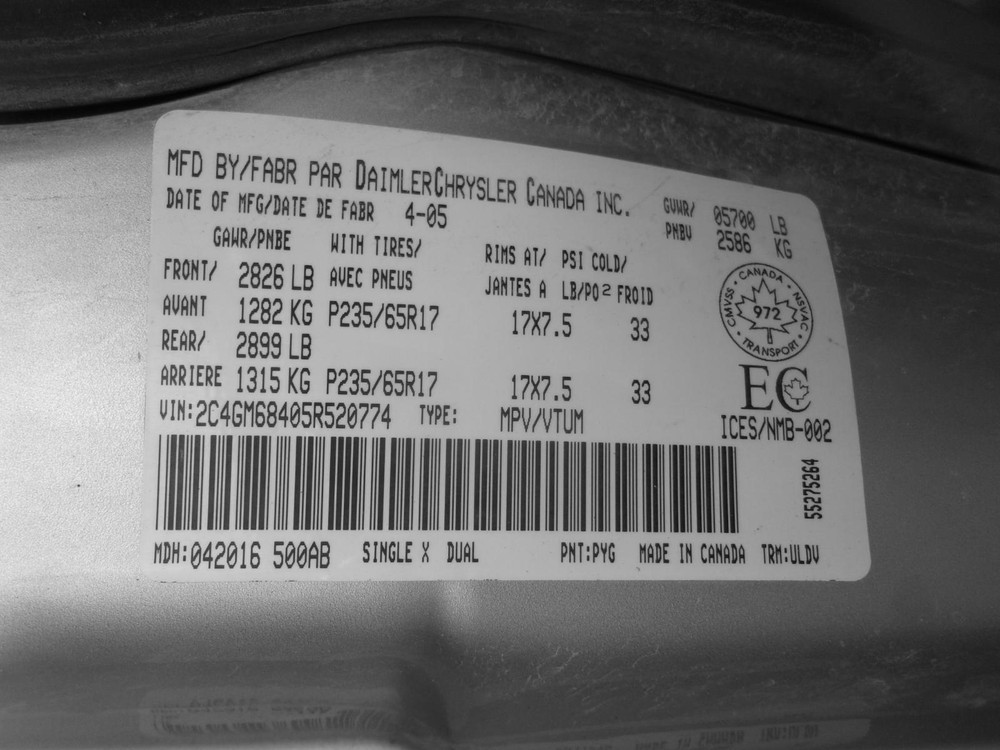 MFD BY/FABR PAR DAIMLERCHRYSLER CANADA INC.
DATE OF MFG/DATE DE FABR 4-05
GVWR/ 05700 LB
PNBV 2586 KG
GAWR/PNBE WITH TIRES/ RIMS AT/ PSI COLD/
FRONT/ 2826 LB AVEC PNEUS JANTES A LB/PO² FROID
AVANT 1282 KG P235/65R17 17X7.5 33
REAR/ 2899 LB
ARRIERE 1315 KG P235/65R17 17X7.5 33
VIN:2C4GM68405R520774 TYPE: MPV/VTUM
CANADA
CMVSS · NSVAC
972
TRANSPORT
EC
ICES/NMB-002
55275264
MDH:042016 500AB SINGLE X DUAL PNT:PYG MADE IN CANADA TRM:ULDV